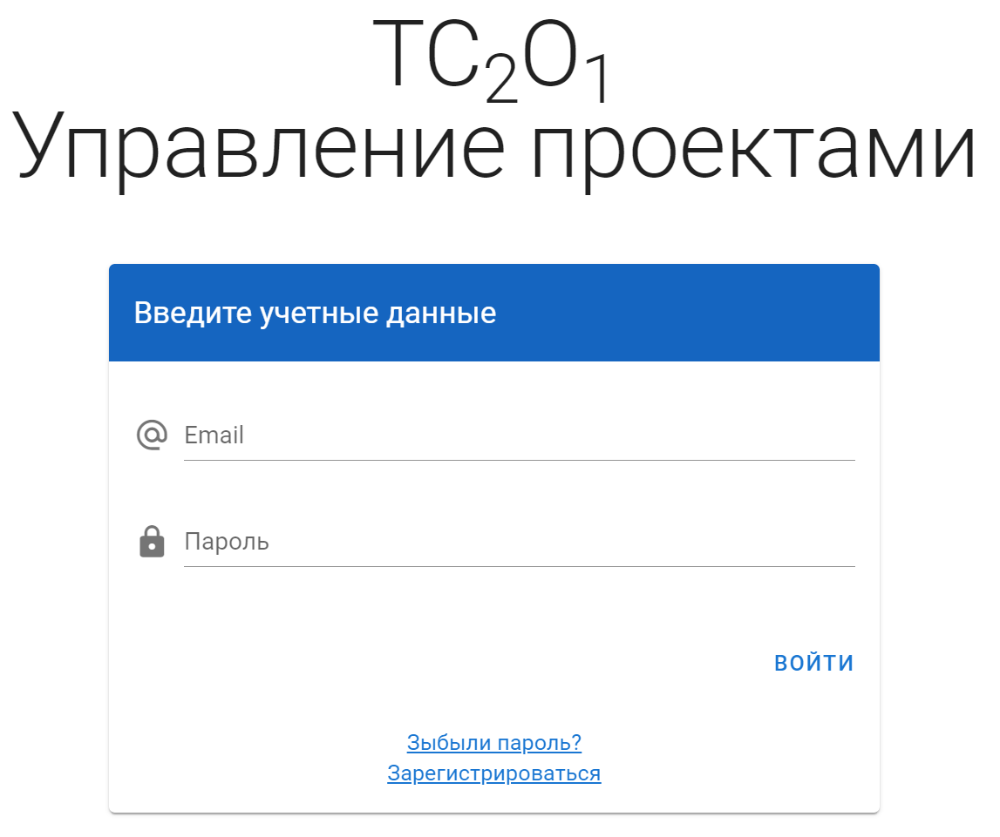 TC₂O₁
Управление проектами
Введите учетные данные
Email
Пароль
ВОЙТИ
Зыбыли пароль?
Зарегистрироваться